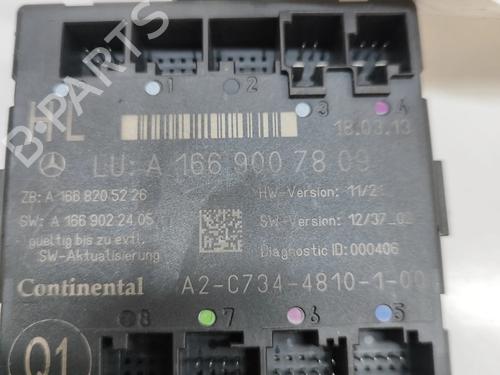 B-PARTS
1
2
3
4
HL
18.03.13
LU: A 166 900 78 09
ZB: A 166 820 52 26
HW-Version: 11/2
SW: A 166 902 24 05
SW-Version: 12/37
gueltig bis zu evtl.
SW-Aktualisierung
Diagnostic ID: 000406
Continental
A2-C734-4810-1-00
8
7
6
5
Q1